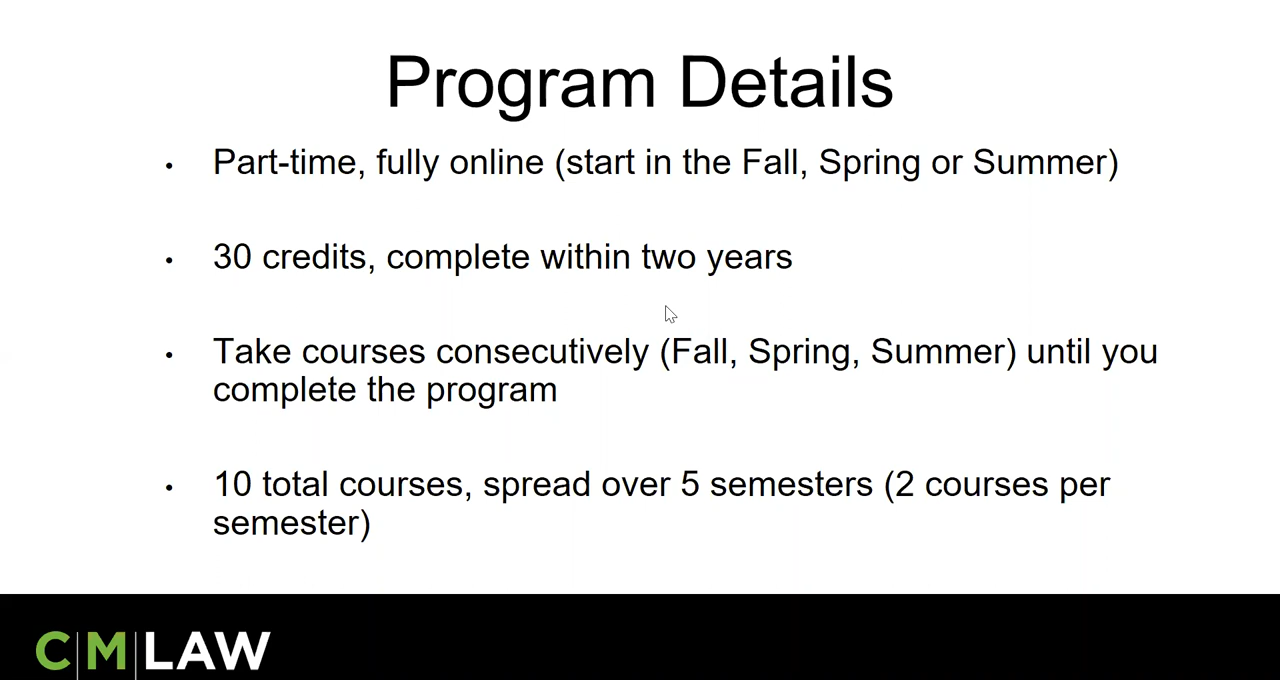 Program Details
• Part-time, fully online (start in the Fall, Spring or Summer)
• 30 credits, complete within two years
• Take courses consecutively (Fall, Spring, Summer) until you
complete the program
• 10 total courses, spread over 5 semesters (2 courses per
semester)
C|M|LAW